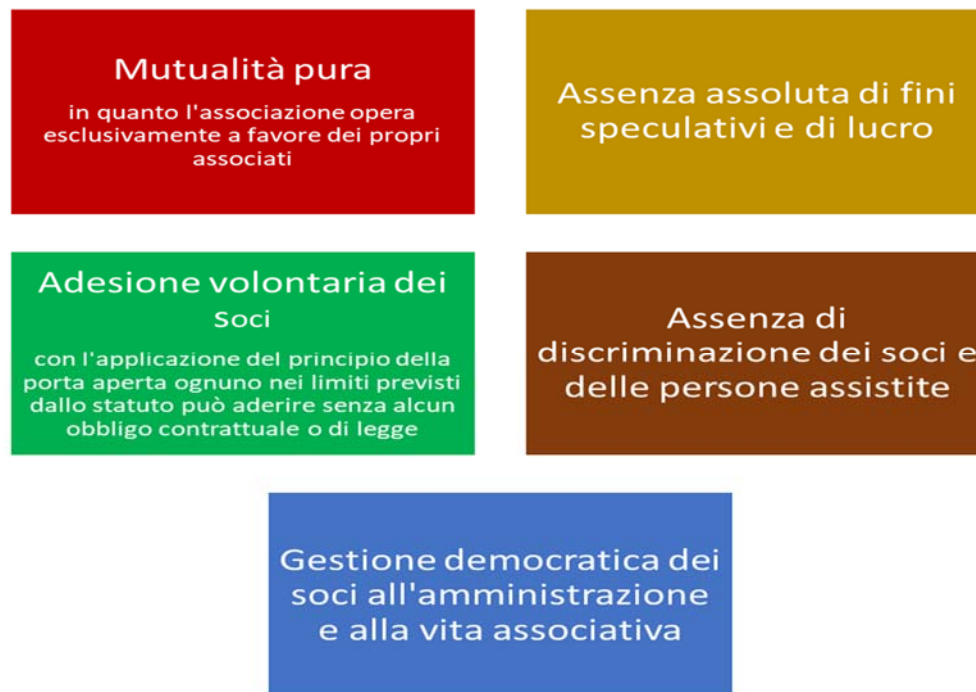 Mutualità pura
in quanto l'associazione opera
esclusivamente a favore dei propri
associati
Assenza assoluta di fini
speculativi e di lucro
Adesione volontaria dei
Soci
con l'applicazione del principio della
porta aperta ognuno nei limiti previsti
dallo statuto può aderire senza alcun
obbligo contrattuale o di legge
Assenza di
discriminazione dei soci e
delle persone assistite
Gestione democratica dei
soci all'amministrazione
e alla vita associativa